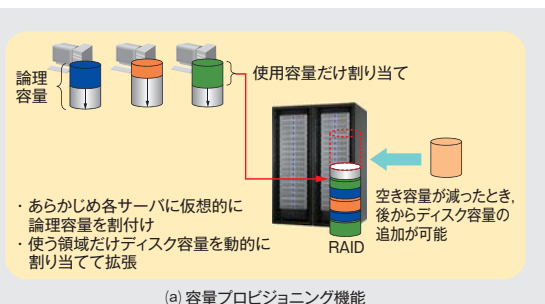 論理
容量
使用容量だけ割り当て
・あらかじめ各サーバに仮想的に
論理容量を割付け
・使う領域だけディスク容量を動的に
割り当てて拡張
RAID
空き容量が減ったとき,
後からディスク容量の
追加が可能
(a) 容量プロビジョニング機能